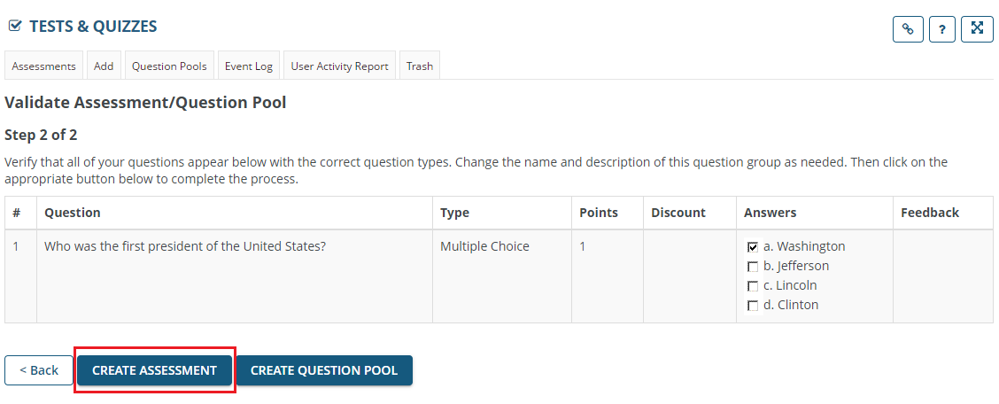 TESTS & QUIZZES
?
Assessments Add Question Pools Event Log User Activity Report Trash
Validate Assessment/Question Pool
Step 2 of 2
Verify that all of your questions appear below with the correct question types. Change the name and description of this question group as needed. Then click on the
appropriate button below to complete the process.
# Question Type Points Discount Answers Feedback
1 Who was the first president of the United States? Multiple Choice 1 a. Washington
b. Jefferson
c. Lincoln
d. Clinton
< Back CREATE ASSESSMENT CREATE QUESTION POOL